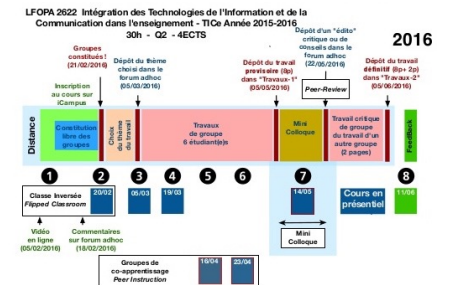 LFOPA 2622 Intégration des Technologies de l'Information et de la
Communication dans l'enseignement - TICe Année 2015-2016
30h - Q2 - 4ECTS
2016
Groupes
constitués !
(21/02/2016)
Dépôt du thème
choisi dans le
forum adhoc
(05/03/2016)
Dépôt d'un "édito"
critique ou de
conseils dans le
forum adhoc
(22/05/2016)
Dépôt du travail
provisoire (8p)
dans "Travaux-1"
(05/05/2016)
Dépôt du travail
définitif (8p+ 2p)
dans "Travaux-2"
(05/06/2016)
Inscription
au cours sur
iCampus
Peer-Review
Distance
Constitution
libre des
groupes
Choix
du thème
du travail
Travaux
de groupe
6 étudiant(e)s
Mini
Colloque
Travail critique
de groupe
du travail d'un
autre groupe
(2 pages)
FeedBack
1
2
3
4
5
6
7
8
Classe Inversée
Flipped Classroom
20/02
05/03
19/03
14/05
Cours en
présentiel
11/06
Vidéo
en ligne
(05/02/2016)
Commentaires
sur forum adhoc
(18/02/2016)
Mini
Colloque
Groupes de
co-apprentissage
Peer Instruction
16/04
23/04